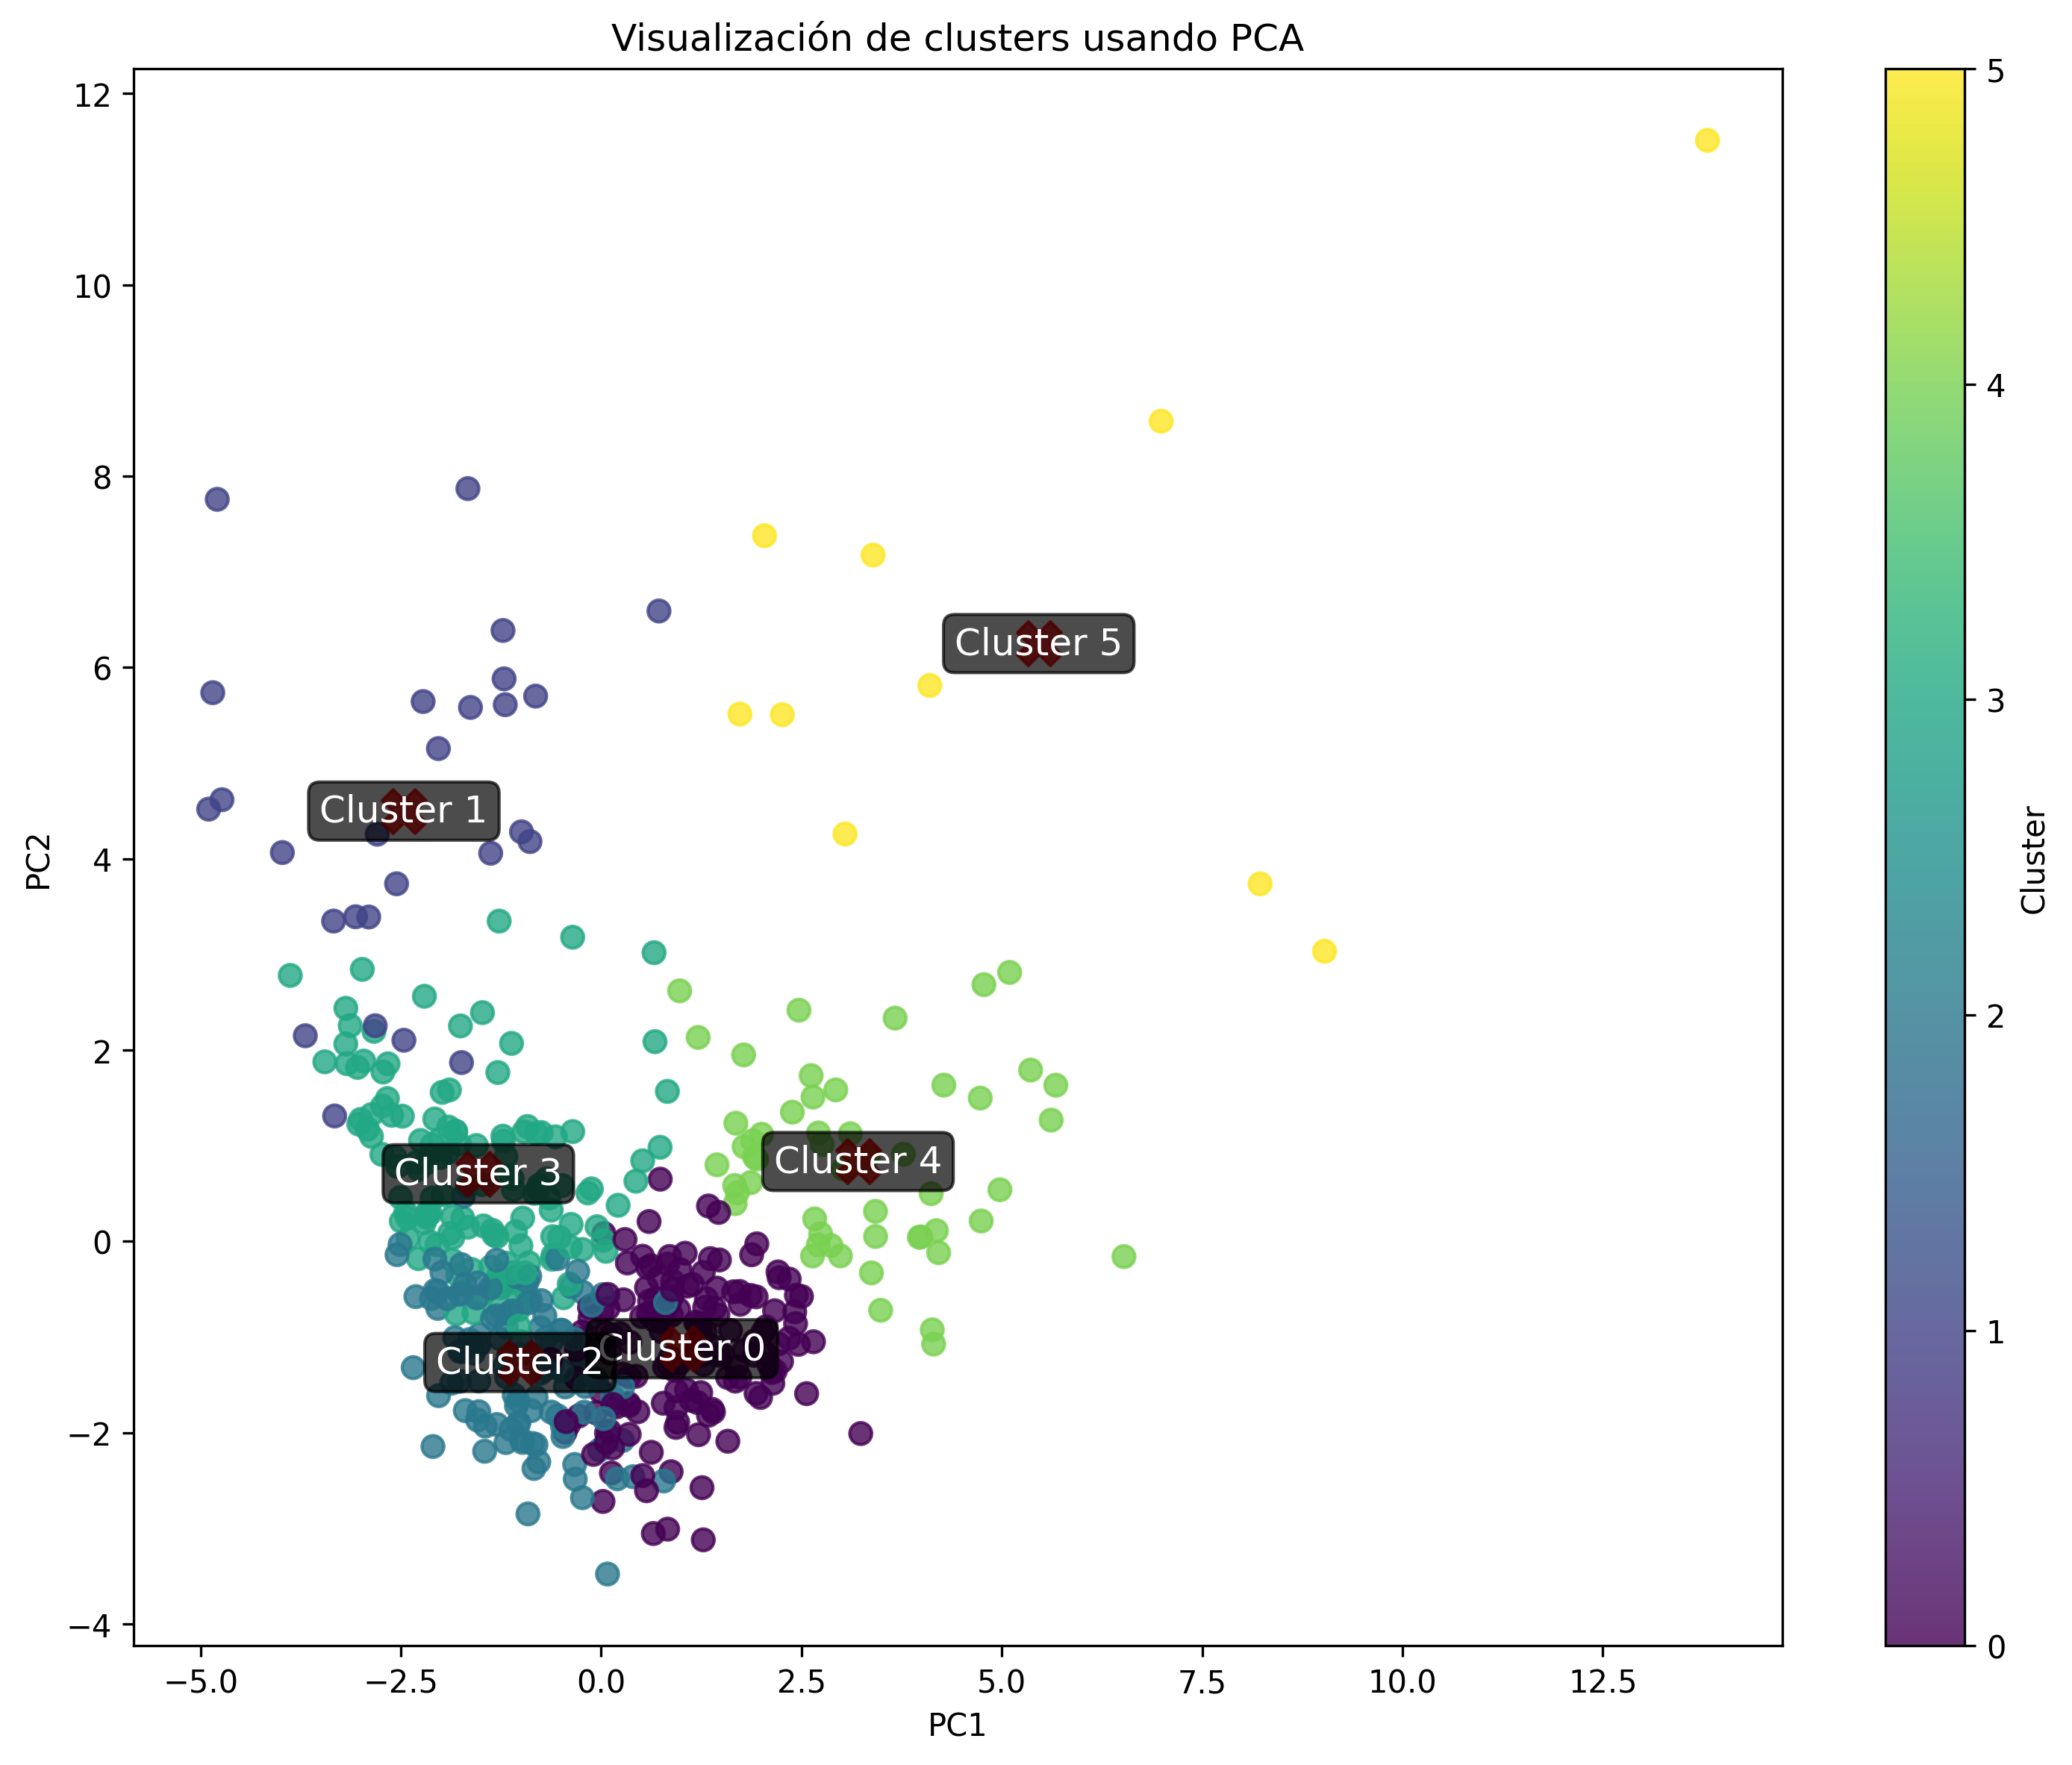 Visualización de clusters usando PCA
12
10
8
6
4
2
0
−2
−4
PC2
Cluster 5
Cluster 1
Cluster 4
Cluster 3
Cluster 0
Cluster 2
−5.0
−2.5
0.0
2.5
5.0
7.5
10.0
12.5
PC1
5
4
3
2
1
0
Cluster